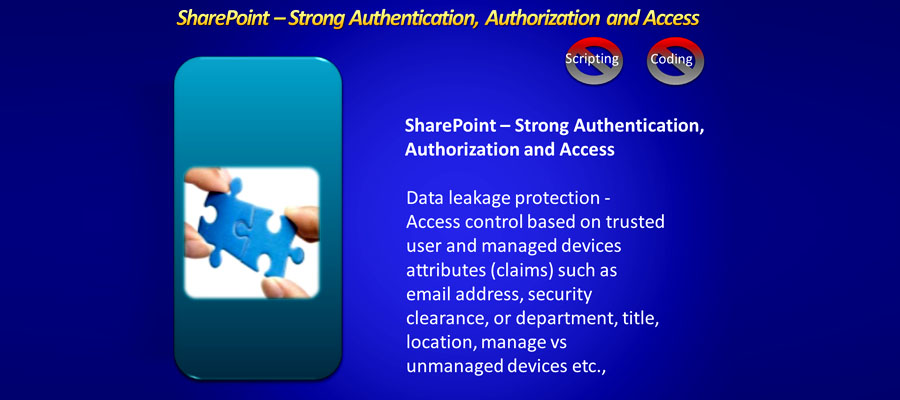 SharePoint – Strong Authentication, Authorization and Access
Scripting
Coding
SharePoint – Strong Authentication,
Authorization and Access
Data leakage protection -
Access control based on trusted
user and managed devices
attributes (claims) such as
email address, security
clearance, or department, title,
location, manage vs
unmanaged devices etc.,